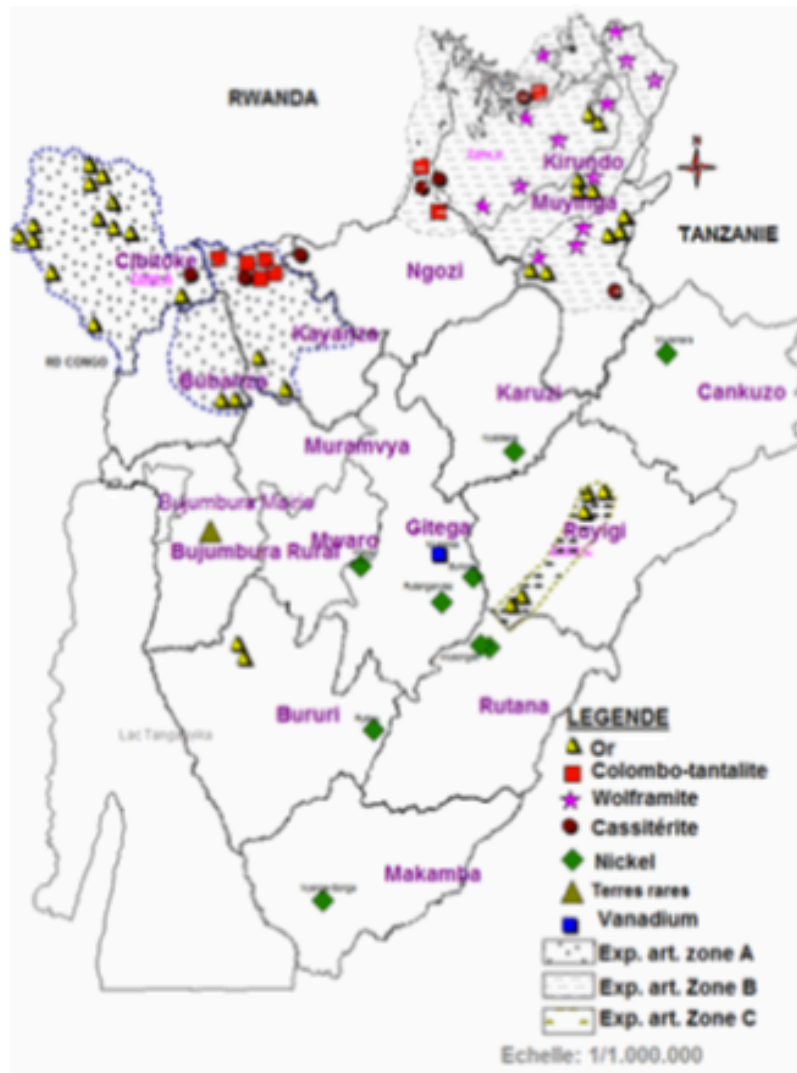 RWANDA
Kirundo
Muyinga
TANZANIE
Cibitoke
Ngozi
Kayanza
RD CONGO
Bubanza
Karuzi
Cankuzo
Muramvya
Bujumbura Mairie
Gitega
Ruyigi
Mwaro
Bujumbura Rural
Bururi
Rutana
Lac Tanganyika
LEGENDE
Or
Colombo-tantalite
Wolframite
Cassitérite
Nickel
Makamba
Terres rares
Vanadium
Exp. art. zone A
Exp. art. Zone B
Exp. art. Zone C
Echelle: 1/1.000.000